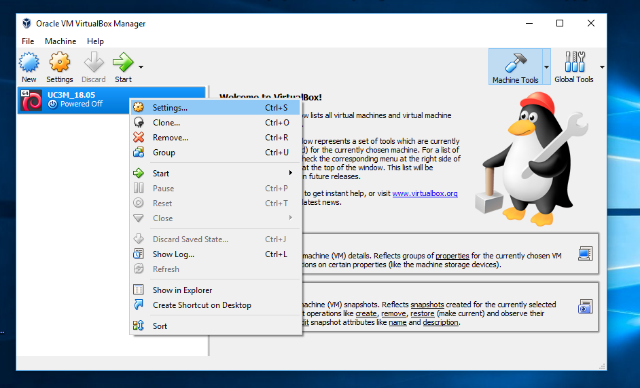 Oracle VM VirtualBox Manager
File Machine Help
New Settings Discard Start
Machine Tools Global Tools
UC3M_18.05
Powered Off
Settings... Ctrl+S
Clone... Ctrl+O
Remove... Ctrl+R
Group Ctrl+U
Start
Pause Ctrl+P
Reset Ctrl+T
Close
Discard Saved State... Ctrl+J
Show Log... Ctrl+L
Refresh
Show in Explorer
Create Shortcut on Desktop
Sort
Welcome to VirtualBox!
w lists all virtual machines and virtual machine
low represents a set of tools which are currently
d) for the currently chosen machine. For a list of
check the corresponding menu at the right side of
at the top of the window. This list will be
n future releases.
to get instant help, or visit www.virtualbox.org
latest news.
machine (VM) details. Reflects groups of properties for the currently chosen VM
ons on certain properties (like the machine storage devices).
machine (VM) snapshots. Reflects snapshots created for the currently selected
t operations like create, remove, restore (make current) and observe their
snapshot attributes like name and description.